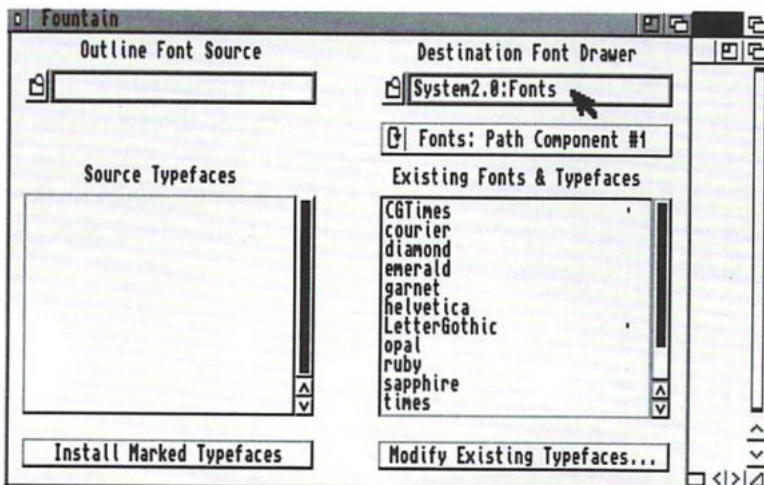 Fountain
Outline Font Source
Destination Font Drawer
System2.0:Fonts
Fonts: Path Component #1
Source Typefaces
Existing Fonts & Typefaces
CGTimes
courier
diamond
emerald
garnet
helvetica
LetterGothic
opal
ruby
sapphire
times
Install Marked Typefaces
Modify Existing Typefaces...